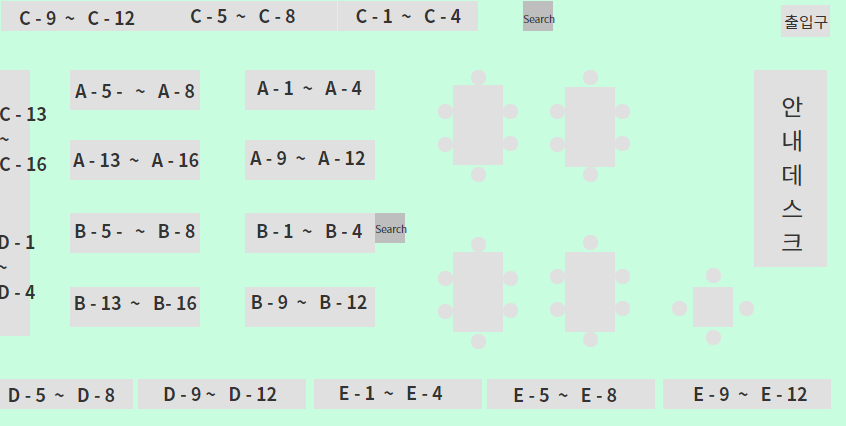 C - 9 ~ C - 12
C - 5 ~ C - 8
C - 1 ~ C - 4
Search
출입구
C - 13
~
C - 16
A - 5 - ~ A - 8
A - 1 ~ A - 4
안
내
데
스
크
A - 13 ~ A - 16
A - 9 ~ A - 12
D - 1
~
D - 4
B - 5 - ~ B - 8
B - 1 ~ B - 4
Search
B - 13 ~ B- 16
B - 9 ~ B - 12
D - 5 ~ D - 8
D - 9 ~ D - 12
E - 1 ~ E - 4
E - 5 ~ E - 8
E - 9 ~ E - 12